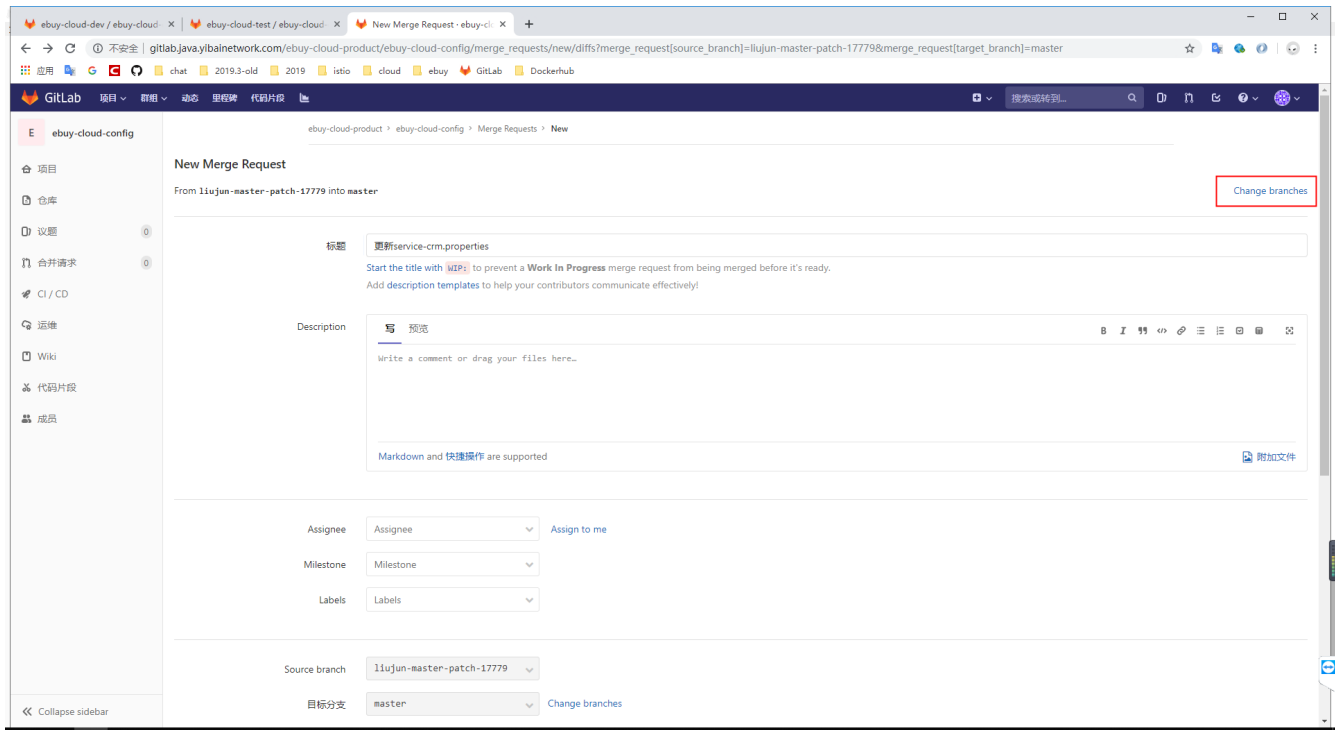 ebuy-cloud-dev / ebuy-cloud-
ebuy-cloud-test / ebuy-cloud-
New Merge Request · ebuy-clo
不安全 | gitlab.java.yibainetwork.com/ebuy-cloud-product/ebuy-cloud-config/merge_requests/new/diffs?merge_request[source_branch]=liujun-master-patch-17779&merge_request[target_branch]=master
应用 chat 2019.3-old 2019 istio cloud ebuy GitLab Dockerhub
GitLab 项目 群组 动态 里程碑 代码片段 搜索或转到...
E ebuy-cloud-config
项目
仓库
议题 0
合并请求 0
CI / CD
运维
Wiki
代码片段
成员
Collapse sidebar
ebuy-cloud-product › ebuy-cloud-config › Merge Requests › New
New Merge Request
From liujun-master-patch-17779 into master
Change branches
标题 更新service-crm.properties
Start the title with WIP: to prevent a Work In Progress merge request from being merged before it's ready.
Add description templates to help your contributors communicate effectively!
Description 写 预览
Write a comment or drag your files here…
Markdown and 快捷操作 are supported 附加文件
Assignee Assignee Assign to me
Milestone Milestone
Labels Labels
Source branch liujun-master-patch-17779
目标分支 master Change branches